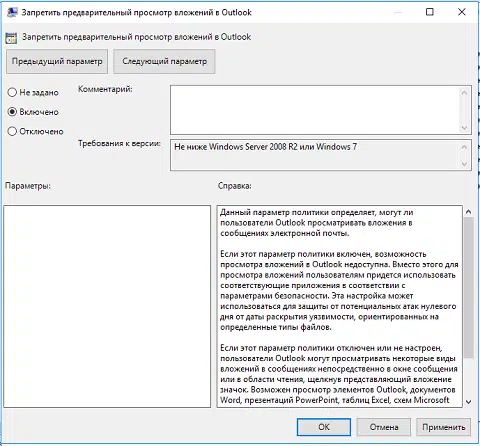 Запретить предварительный просмотр вложений в Outlook
Запретить предварительный просмотр вложений в Outlook
Предыдущий параметр
Следующий параметр
Не задано
Комментарий:
Включено
Отключено
Требования к версии:
Не ниже Windows Server 2008 R2 или Windows 7
Параметры:
Справка:
Данный параметр политики определяет, могут ли
пользователи Outlook просматривать вложения в
сообщениях электронной почты.
Если этот параметр политики включен, возможность
просмотра вложений в Outlook недоступна. Вместо этого для
просмотра вложений пользователям придется использовать
соответствующие приложения в соответствии с
параметрами безопасности. Эта настройка может
использоваться для защиты от потенциальных атак нулевого
дня от даты раскрытия уязвимости, ориентированных на
определенные типы файлов.
Если этот параметр политики отключен или не настроен,
пользователи Outlook могут просматривать некоторые виды
вложений в сообщениях непосредственно в окне сообщения
или в области чтения, щелкнув представляющий вложение
значок. Возможен просмотр элементов Outlook, документов
Word, презентаций PowerPoint, таблиц Excel, схем Microsoft
ОК
Отмена
Применить